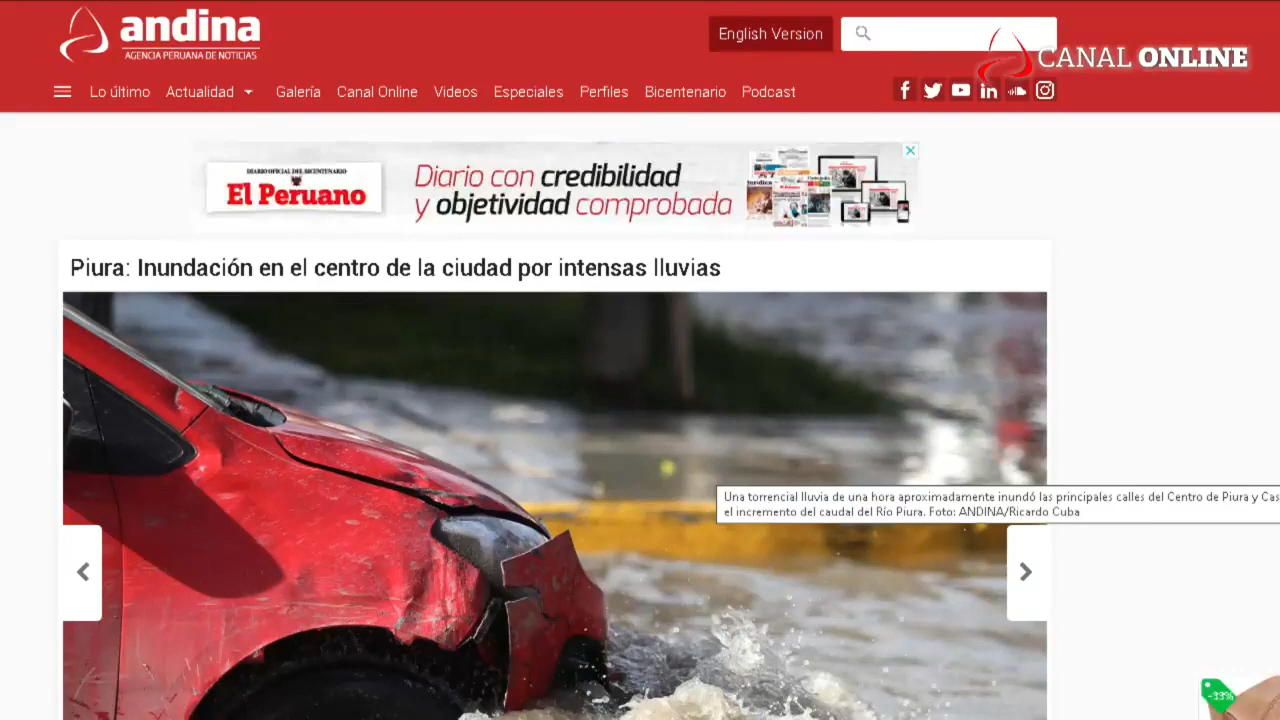 andina
AGENCIA PERUANA DE NOTICIAS
English Version
CANAL ONLINE
Lo último
Actualidad
Galería
Canal Online
Videos
Especiales
Perfiles
Bicentenario
Podcast
DIARIO OFICIAL DEL BICENTENARIO
El Peruano
Diario con credibilidad
y objetividad comprobada
Piura: Inundación en el centro de la ciudad por intensas lluvias
Una torrencial lluvia de una hora aproximadamente inundó las principales calles del Centro de Piura y Cas
el incremento del caudal del Río Piura. Foto: ANDINA/Ricardo Cuba
-33%